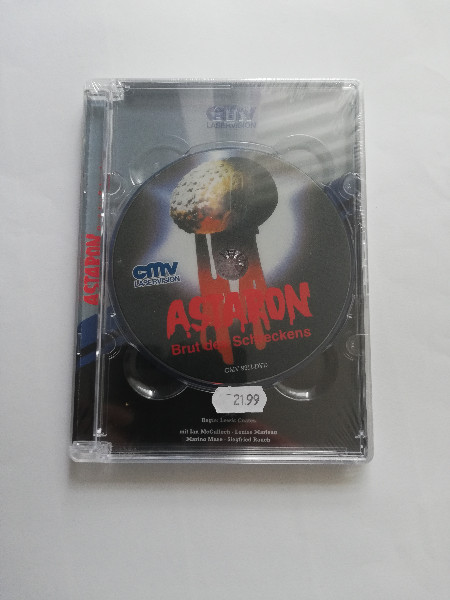 cmv
LASERVISION
ASTARON
cmv
LASERVISION
ASTARON
Brut des Schreckens
21.99
Regie: Lewis Coates
mit Ian McCulloch · Louise Marleau
Marino Mase · Siegfried Rauch